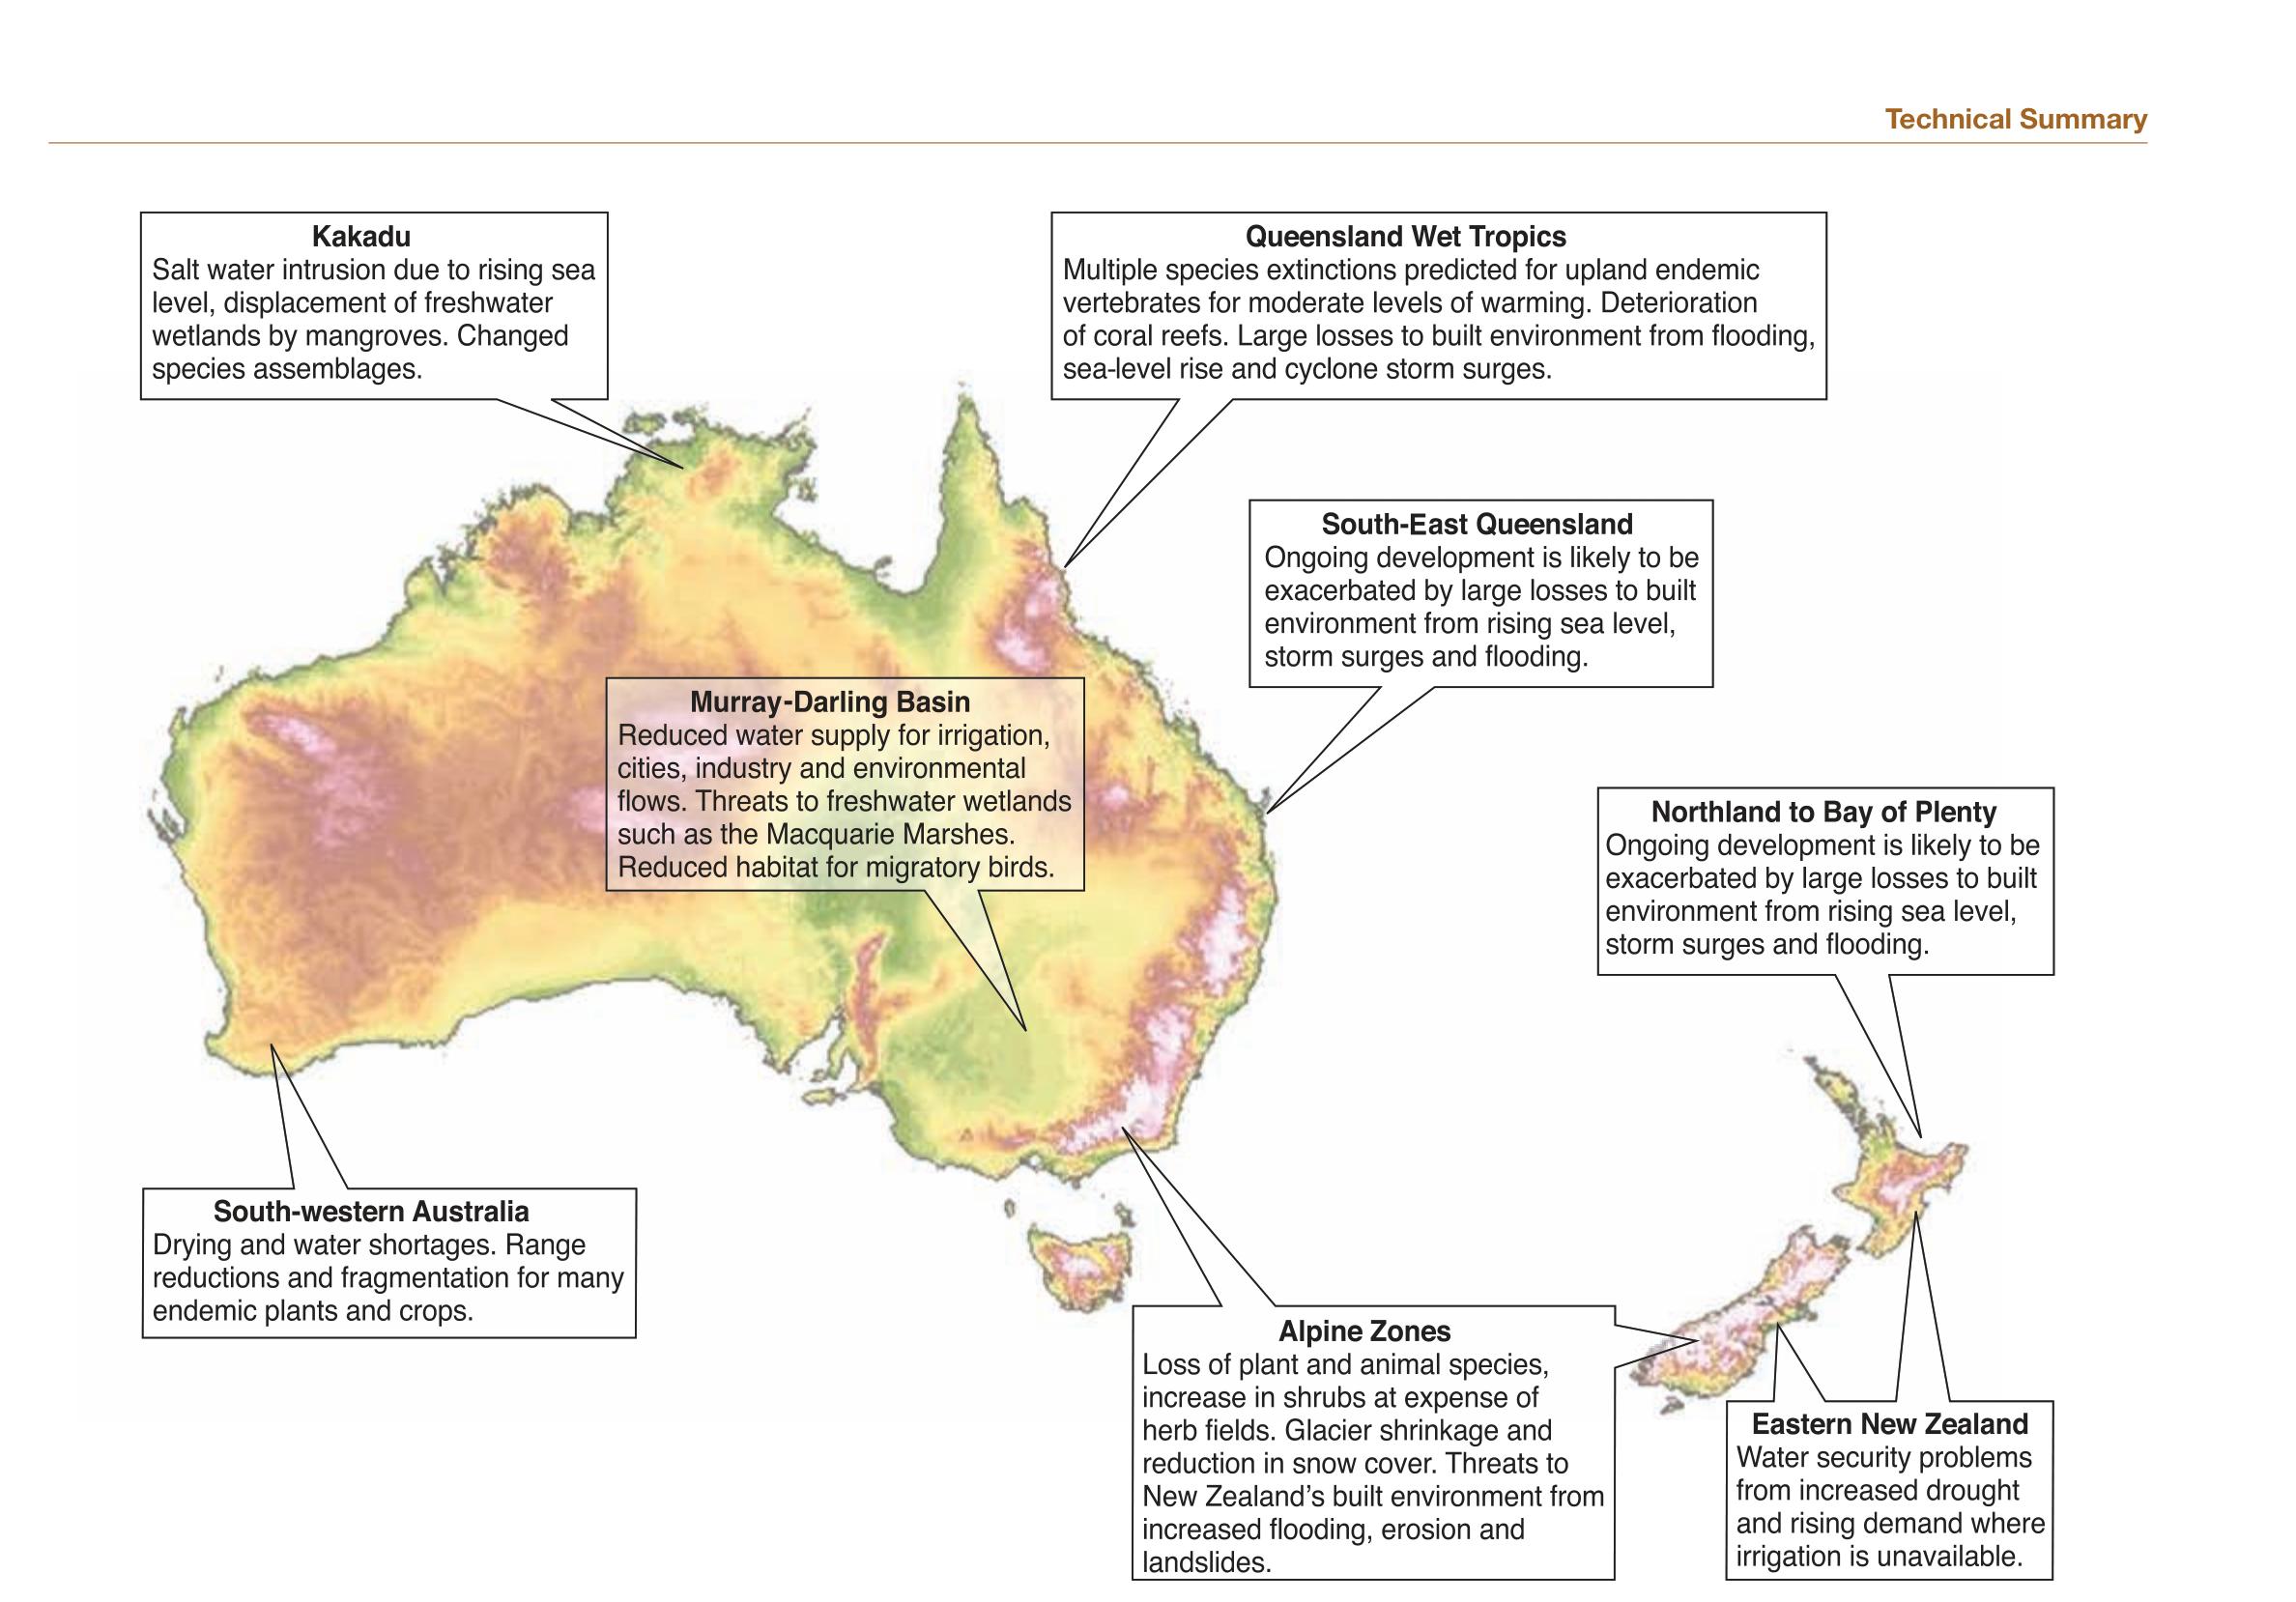 Technical Summary
Kakadu
Salt water intrusion due to rising sea
level, displacement of freshwater
wetlands by mangroves. Changed
species assemblages.
Queensland Wet Tropics
Multiple species extinctions predicted for upland endemic
vertebrates for moderate levels of warming. Deterioration
of coral reefs. Large losses to built environment from flooding,
sea-level rise and cyclone storm surges.
South-East Queensland
Ongoing development is likely to be
exacerbated by large losses to built
environment from rising sea level,
storm surges and flooding.
Murray-Darling Basin
Reduced water supply for irrigation,
cities, industry and environmental
flows. Threats to freshwater wetlands
such as the Macquarie Marshes.
Reduced habitat for migratory birds.
Northland to Bay of Plenty
Ongoing development is likely to be
exacerbated by large losses to built
environment from rising sea level,
storm surges and flooding.
South-western Australia
Drying and water shortages. Range
reductions and fragmentation for many
endemic plants and crops.
Alpine Zones
Loss of plant and animal species,
increase in shrubs at expense of
herb fields. Glacier shrinkage and
reduction in snow cover. Threats to
New Zealand's built environment from
increased flooding, erosion and
landslides.
Eastern New Zealand
Water security problems
from increased drought
and rising demand where
irrigation is unavailable.